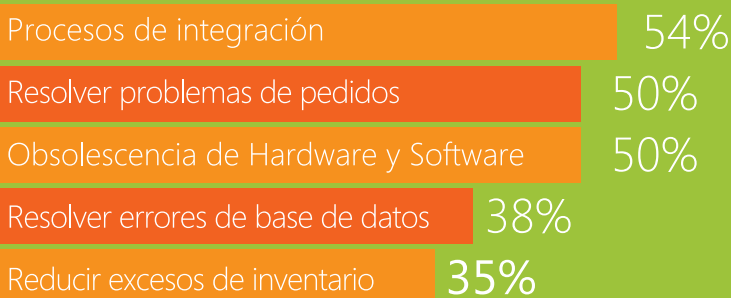 Procesos de integración 54%
Resolver problemas de pedidos 50%
Obsolescencia de Hardware y Software 50%
Resolver errores de base de datos 38%
Reducir excesos de inventario 35%